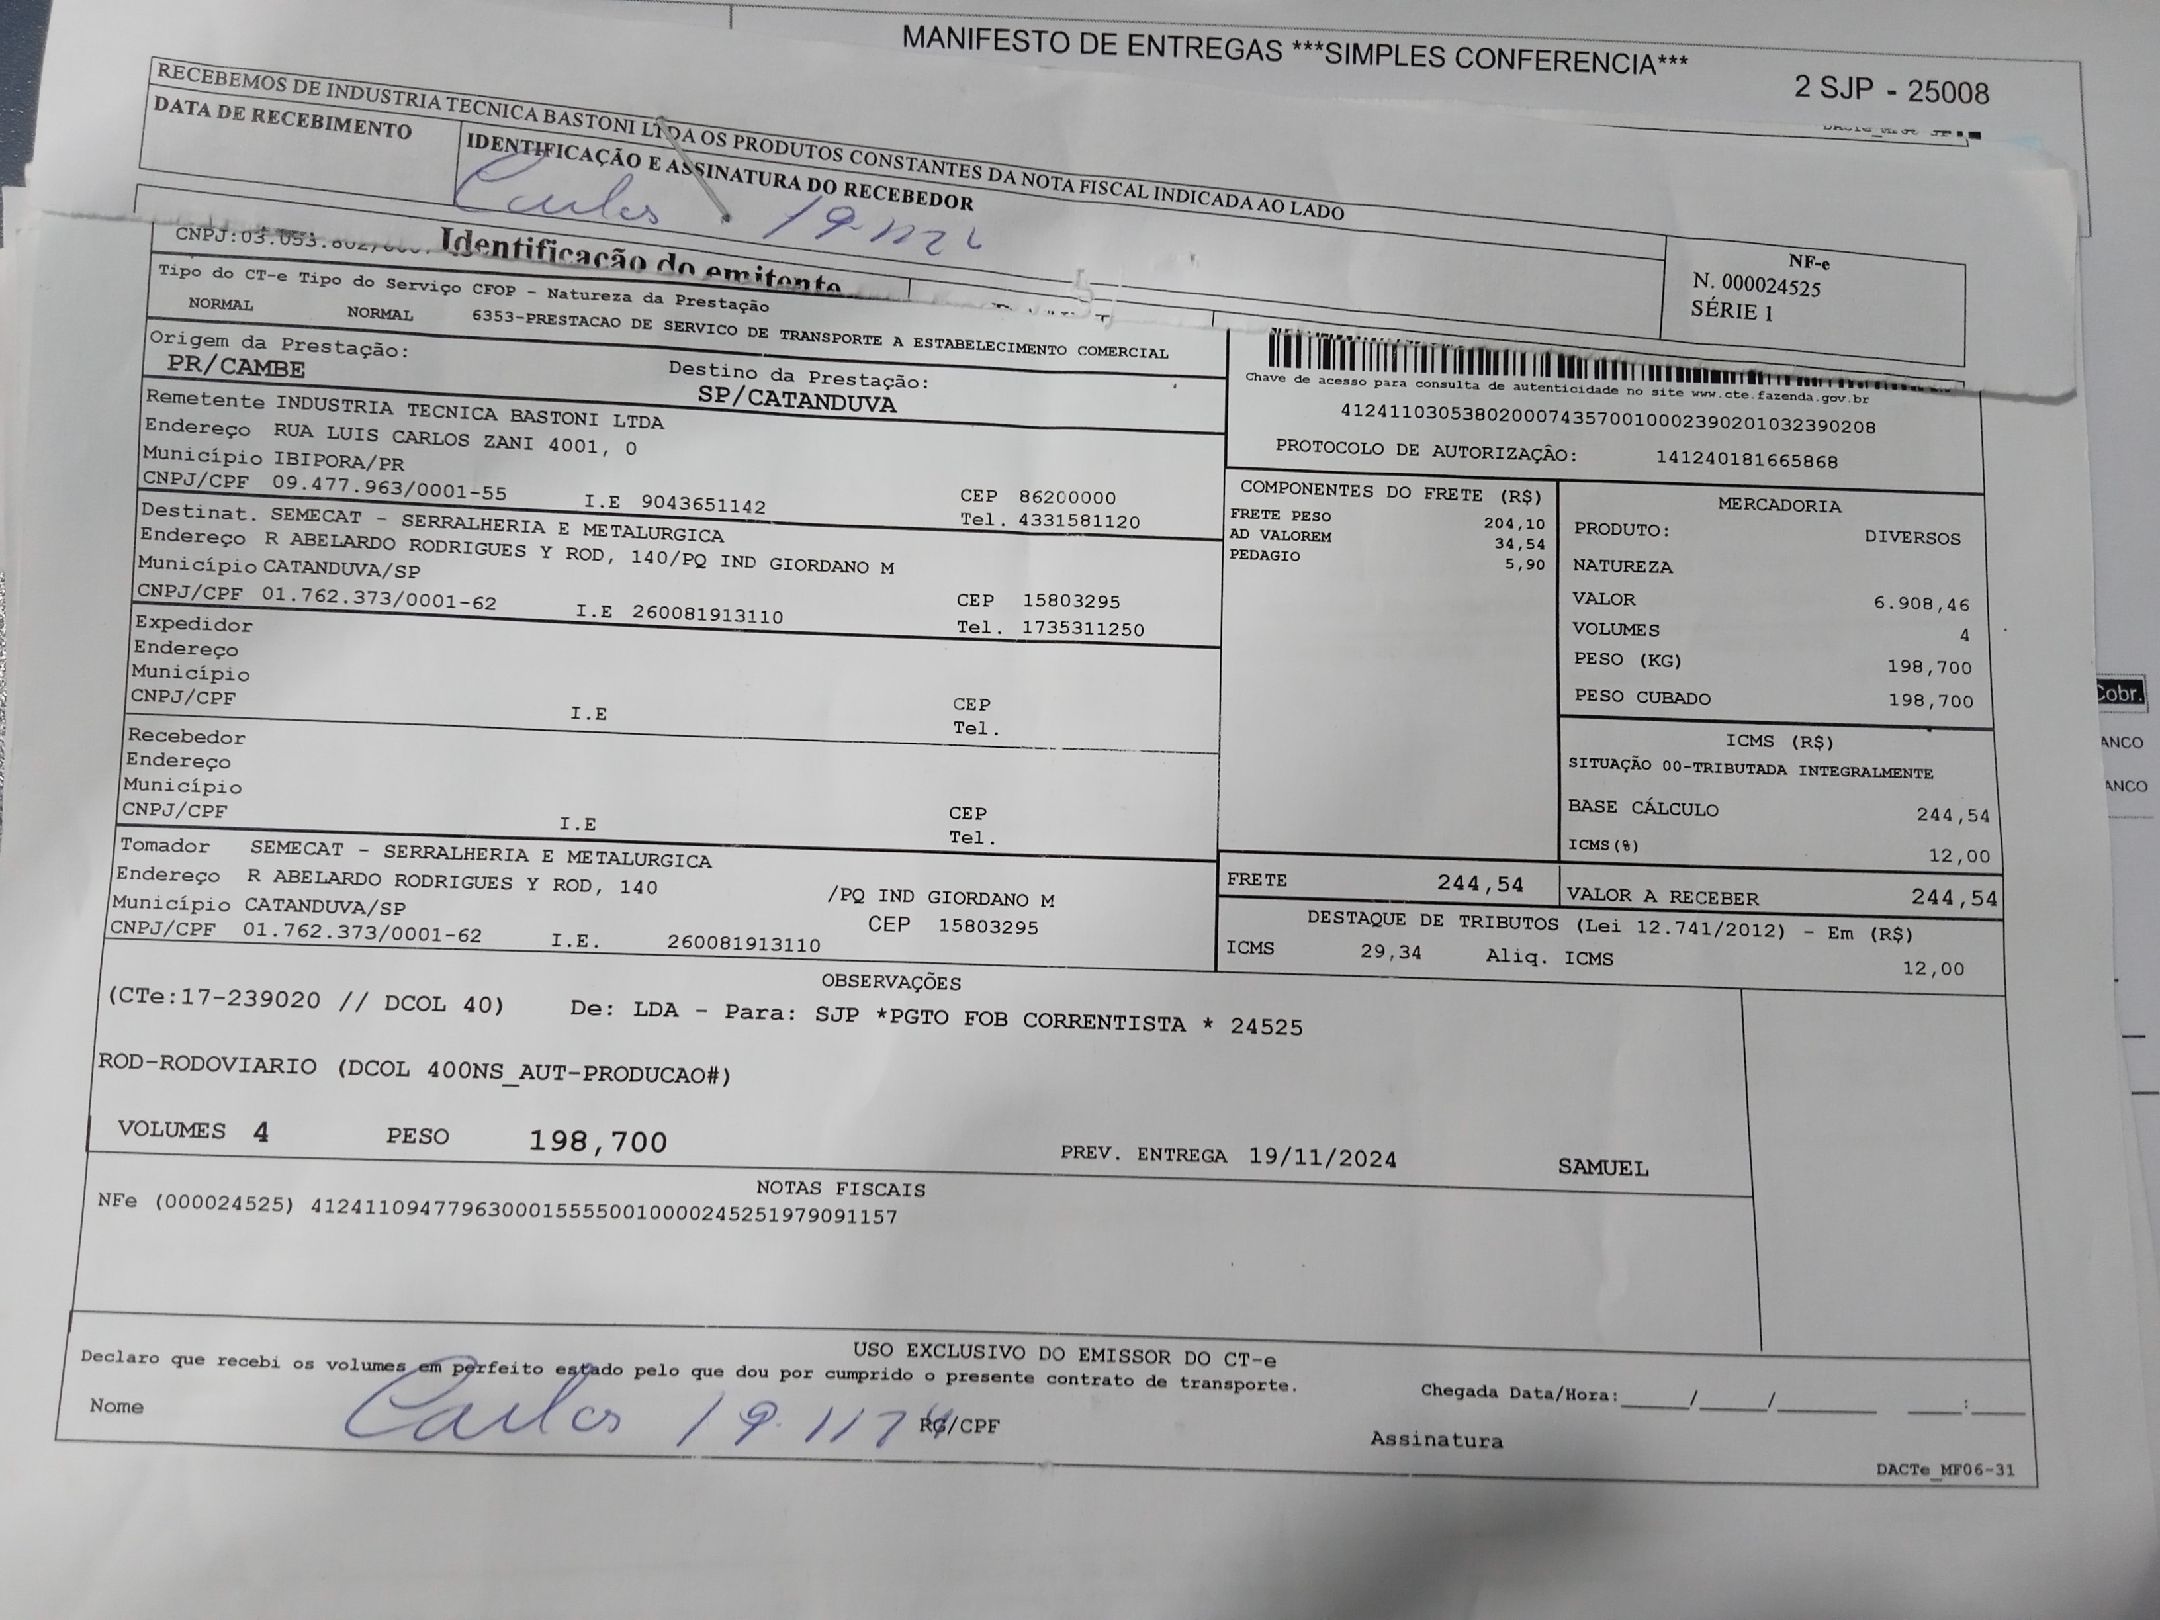 MANIFESTO DE ENTREGAS ***SIMPLES CONFERENCIA***
2 SJP - 25008
RECEBEMOS DE INDUSTRIA TECNICA BASTONI LTDA OS PRODUTOS CONSTANTES DA NOTA FISCAL INDICADA AO LADO
DATA DE RECEBIMENTO
IDENTIFICAÇÃO E ASSINATURA DO RECEBEDOR
Carlos
NF-e
N. 000024525
SÉRIE 1
CNPJ:03.053.802/
Identificação do emitente
Tipo do CT-e Tipo do Serviço CFOP - Natureza da Prestação
NORMAL NORMAL 6353-PRESTACAO DE SERVICO DE TRANSPORTE A ESTABELECIMENTO COMERCIAL
Origem da Prestação: Destino da Prestação:
PR/CAMBE SP/CATANDUVA
Chave de acesso para consulta de autenticidade no site www.cte.fazenda.gov.br
41241103053802000743570010002390201032390208
PROTOCOLO DE AUTORIZAÇÃO: 141240181665868
Remetente INDUSTRIA TECNICA BASTONI LTDA
Endereço RUA LUIS CARLOS ZANI 4001, 0
Município IBIPORA/PR CEP 86200000
CNPJ/CPF 09.477.963/0001-55 I.E 9043651142 Tel. 4331581120
Destinat. SEMECAT - SERRALHERIA E METALURGICA
Endereço R ABELARDO RODRIGUES Y ROD, 140/PQ IND GIORDANO M
Município CATANDUVA/SP CEP 15803295
CNPJ/CPF 01.762.373/0001-62 I.E 260081913110 Tel. 1735311250
Expedidor
Endereço
Município CEP
CNPJ/CPF I.E Tel.
Recebedor
Endereço
Município CEP
CNPJ/CPF I.E Tel.
Tomador SEMECAT - SERRALHERIA E METALURGICA
Endereço R ABELARDO RODRIGUES Y ROD, 140 /PQ IND GIORDANO M
Município CATANDUVA/SP CEP 15803295
CNPJ/CPF 01.762.373/0001-62 I.E. 260081913110
COMPONENTES DO FRETE (R$)
FRETE PESO 204,10
AD VALOREM 34,54
PEDAGIO 5,90
MERCADORIA
PRODUTO: DIVERSOS
NATUREZA
VALOR 6.908,46
VOLUMES 4
PESO (KG) 198,700
PESO CUBADO 198,700
ICMS (R$)
SITUAÇÃO 00-TRIBUTADA INTEGRALMENTE
BASE CÁLCULO 244,54
ICMS(%) 12,00
FRETE 244,54 VALOR A RECEBER 244,54
DESTAQUE DE TRIBUTOS (Lei 12.741/2012) - Em (R$)
ICMS 29,34 Aliq. ICMS 12,00
OBSERVAÇÕES
(CTe:17-239020 // DCOL 40) De: LDA - Para: SJP *PGTO FOB CORRENTISTA * 24525
ROD-RODOVIARIO (DCOL 400NS_AUT-PRODUCAO#)
VOLUMES 4 PESO 198,700 PREV. ENTREGA 19/11/2024 SAMUEL
NOTAS FISCAIS
NFe (000024525) 41241109477963000155550010000245251979091157
USO EXCLUSIVO DO EMISSOR DO CT-e
Declaro que recebi os volumes em perfeito estado pelo que dou por cumprido o presente contrato de transporte.
Chegada Data/Hora:_____/_____/_______ ____:____
Nome Carlos RG/CPF Assinatura
DACTe_MF06-31
Cobr.
ANCO
ANCO